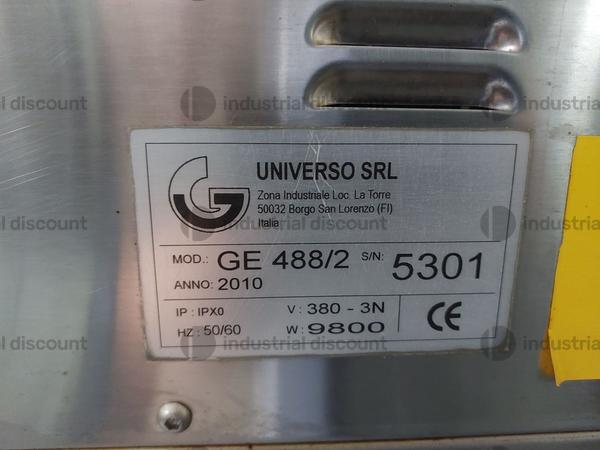 UNIVERSO SRL
Zona Industriale Loc. La Torre
50032 Borgo San Lorenzo (FI)
Italia
MOD.: GE 488/2 S/N: 5301
ANNO: 2010
IP : IPX0 V : 380 - 3N
HZ : 50/60 W : 9800
CE
industrial discount
industrial discount
industrial discount
industrial discount
industrial discount
industrial discount